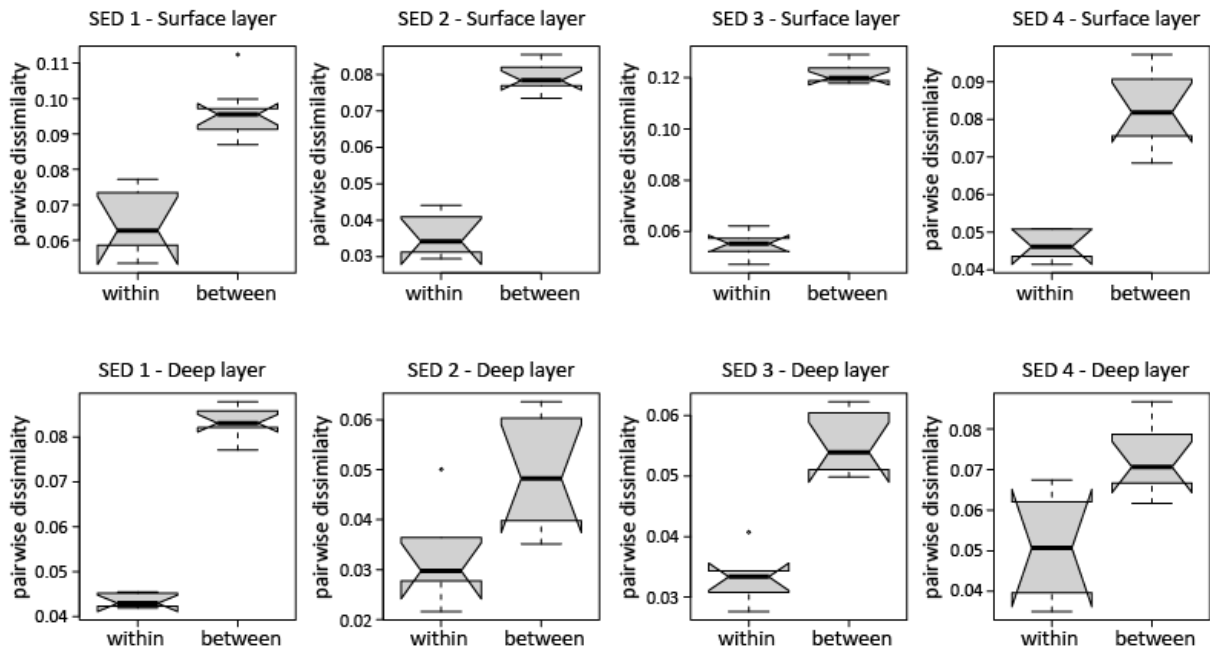 SED 1 - Surface layer
pairwise dissimilaity
0.11
0.10
0.09
0.08
0.07
0.06
within between
SED 2 - Surface layer
pairwise dissimilaity
0.08
0.07
0.06
0.05
0.04
0.03
within between
SED 3 - Surface layer
pairwise dissimilaity
0.12
0.10
0.08
0.06
within between
SED 4 - Surface layer
pairwise dissimilaity
0.09
0.08
0.07
0.06
0.05
0.04
within between
SED 1 - Deep layer
pairwise dissimilaity
0.08
0.07
0.06
0.05
0.04
within between
SED 2 - Deep layer
pairwise dissimilaity
0.06
0.05
0.04
0.03
0.02
within between
SED 3 - Deep layer
pairwise dissimilaity
0.06
0.05
0.04
0.03
within between
SED 4 - Deep layer
pairwise dissimilaity
0.08
0.07
0.06
0.05
0.04
within between